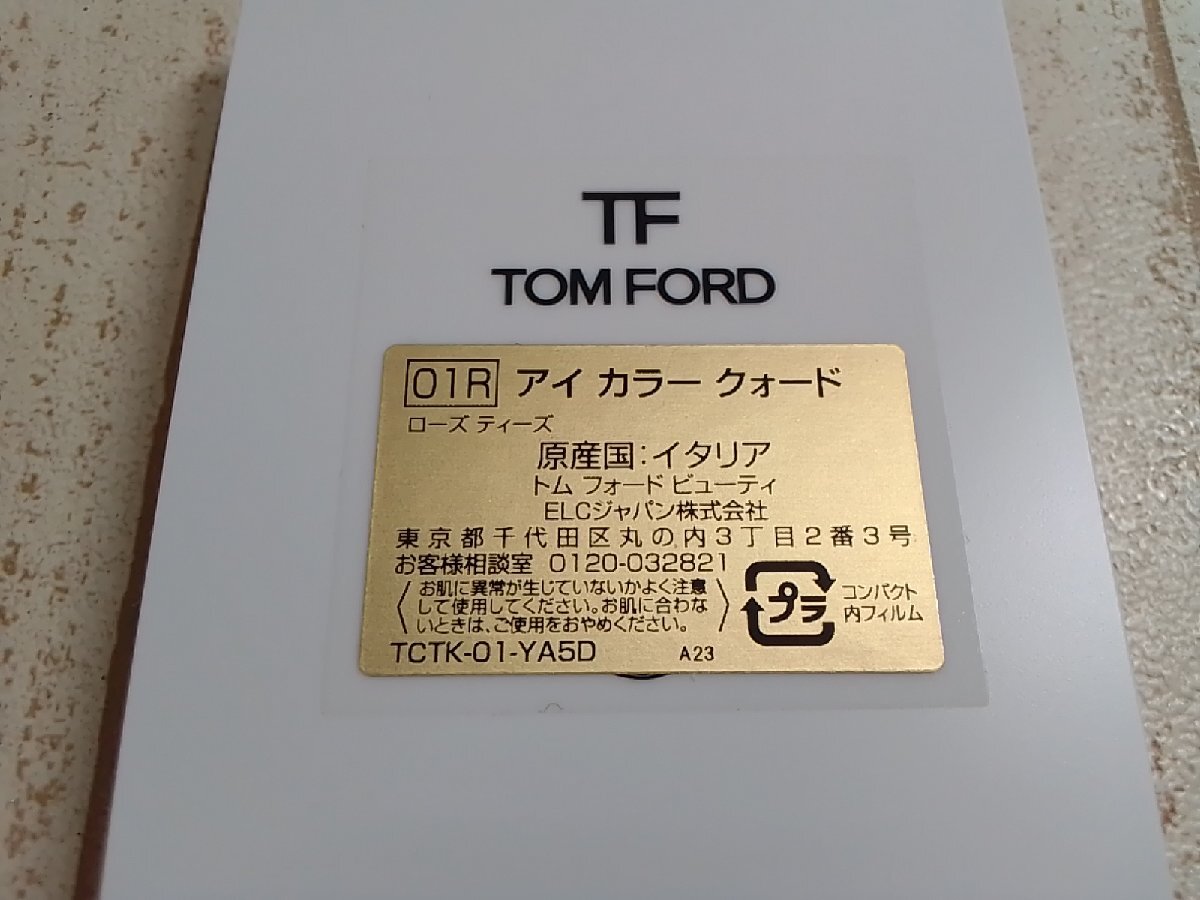 TF
TOM FORD
01R アイ カラー クォード
ローズ ティーズ
原産国:イタリア
トム フォード ビューティ
ELCジャパン株式会社
東京都千代田区丸の内3丁目2番3号
お客様相談室 0120-032821
お肌に異常が生じていないかよく注意
して使用してください。お肌に合わな
いときは、ご使用をおやめください。
プラ
コンパクト
内フィルム
TCTK-01-YA5D A23